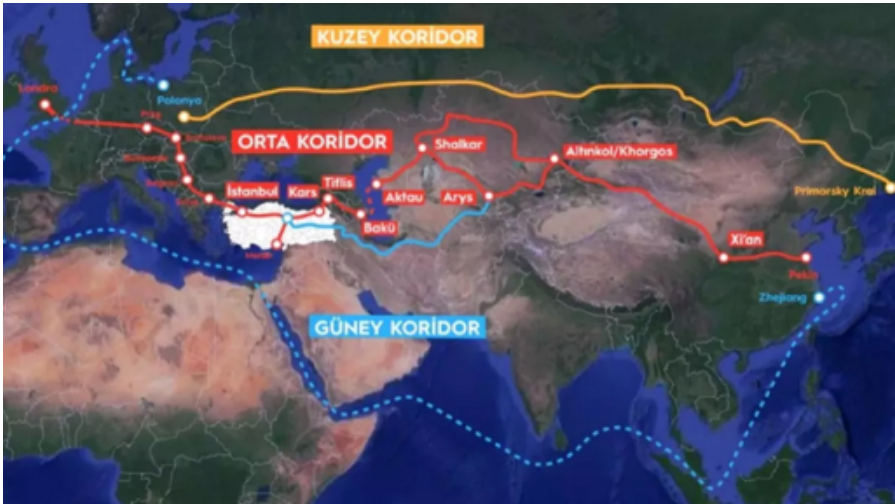 KUZEY KORİDOR
Londra
Polonya
Prag
ORTA KORİDOR
Shalkar
Altınkol/Khorgos
İstanbul
Kars
Tiflis
Aktau
Arys
Primorsky Krai
Bakü
Xi'an
Pekin
Zhejiang
GÜNEY KORİDOR